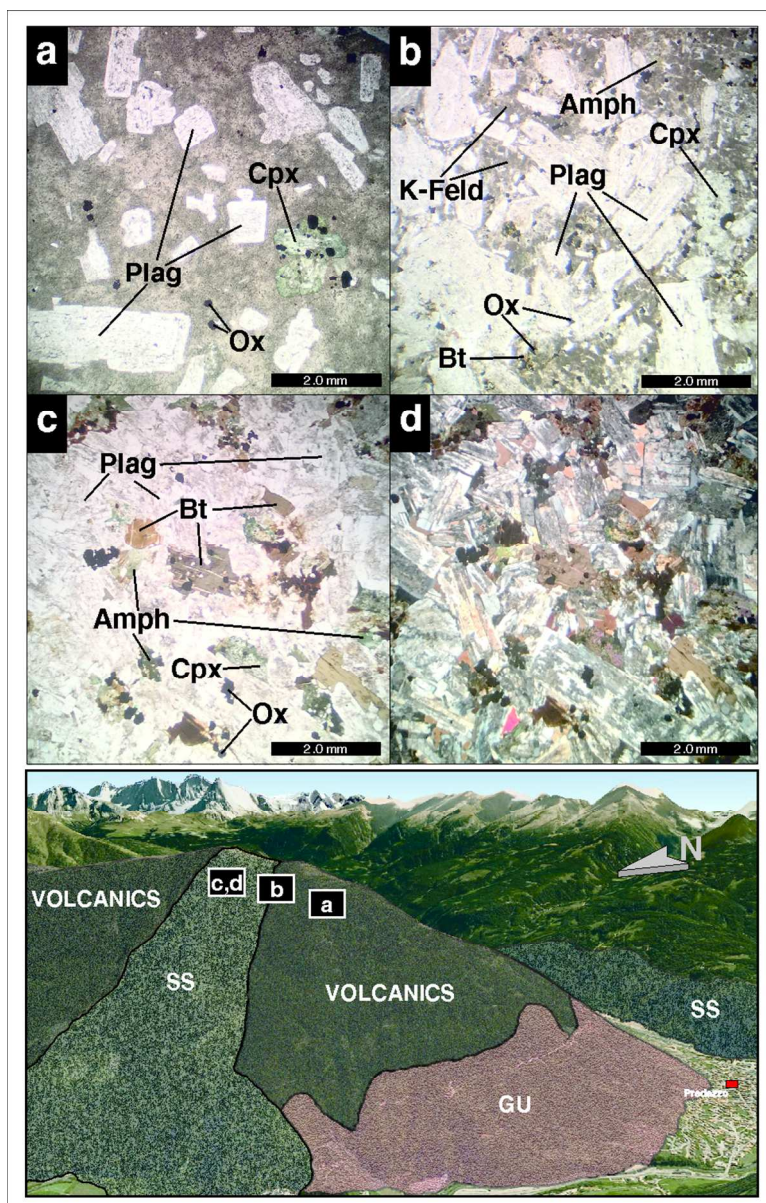 a
Cpx
Plag
Ox
2.0 mm
b
Amph
Cpx
K-Feld
Plag
Ox
Bt
2.0 mm
c
Plag
Bt
Amph
Cpx
Ox
2.0 mm
d
2.0 mm
N
c,d
b
a
VOLCANICS
SS
VOLCANICS
SS
GU
Predazzo